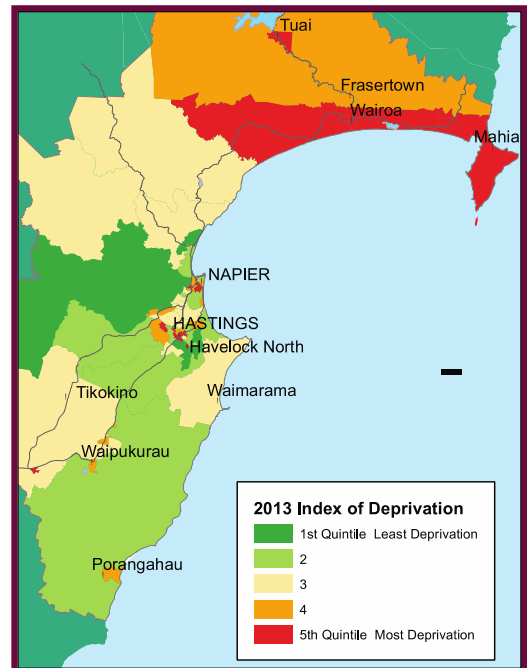 Tuai
Frasertown
Wairoa
Mahia
NAPIER
HASTINGS
Havelock North
Tikokino
Waimarama
Waipukurau
Porangahau
2013 Index of Deprivation
1st Quintile Least Deprivation
2
3
4
5th Quintile Most Deprivation